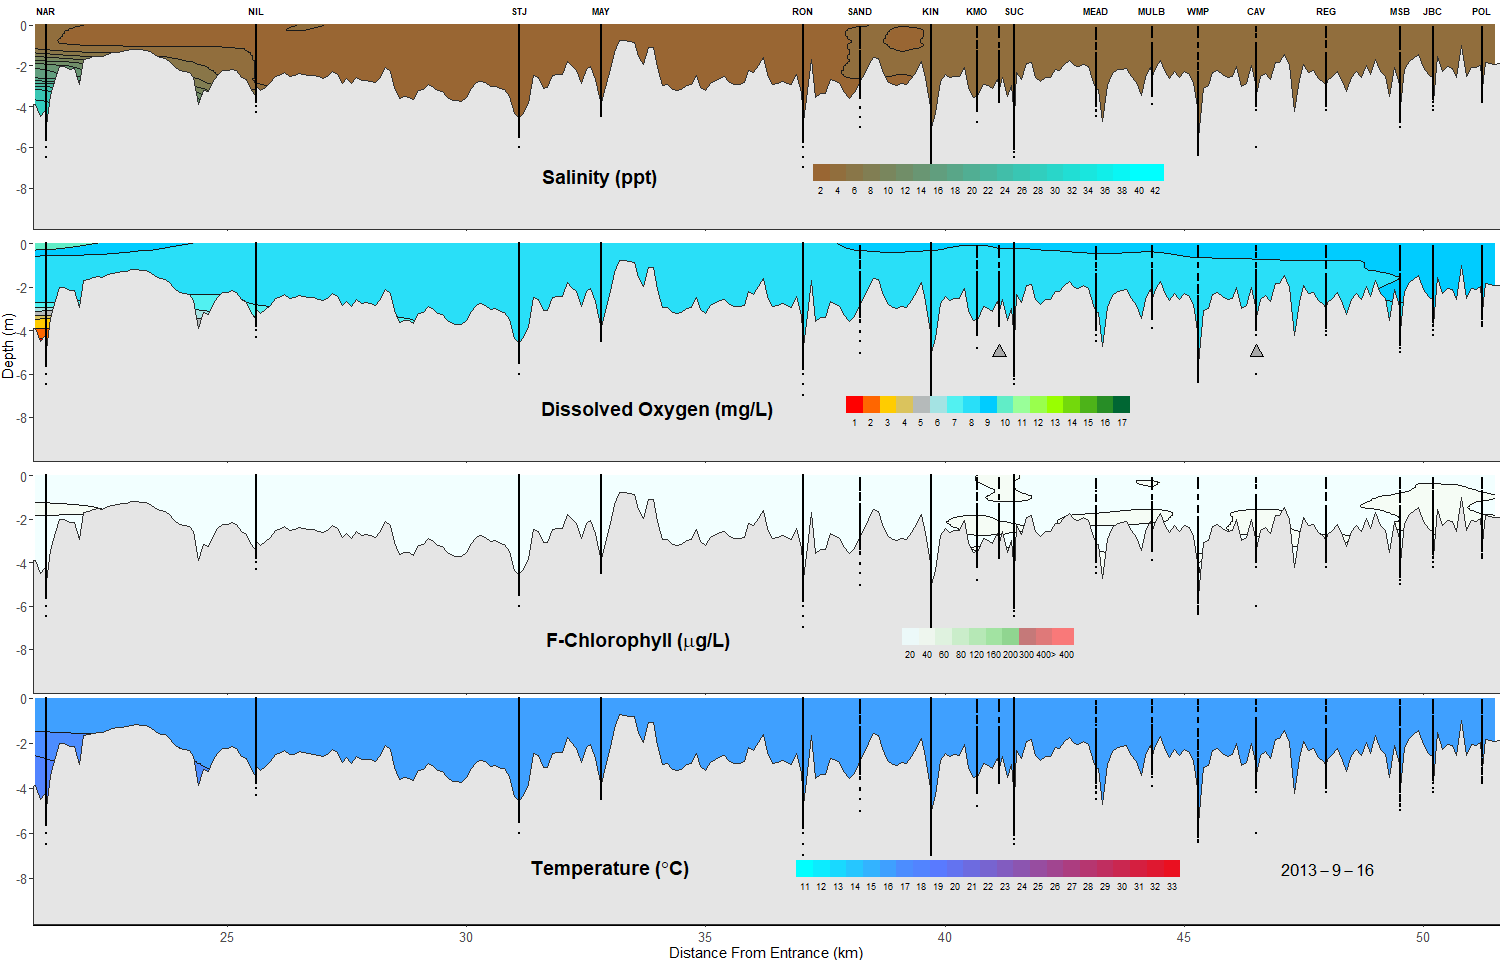 NAR NIL STJ MAY RON SAND KIN KMO SUC MEAD MULB WMP CAV REG MSB JBC POL
0
-2
-4
-6
-8
Salinity (ppt)
2 4 6 8 10 12 14 16 18 20 22 24 26 28 30 32 34 36 38 40 42
0
-2
-4
-6
-8
Depth (m)
Dissolved Oxygen (mg/L)
1 2 3 4 5 6 7 8 9 10 11 12 13 14 15 16 17
0
-2
-4
-6
-8
F-Chlorophyll (μg/L)
20 40 60 80 120 160 200 300 400 > 400
0
-2
-4
-6
-8
Temperature (°C)
11 12 13 14 15 16 17 18 19 20 21 22 23 24 25 26 27 28 29 30 31 32 33
2013 – 9 – 16
25 30 35 40 45 50
Distance From Entrance (km)